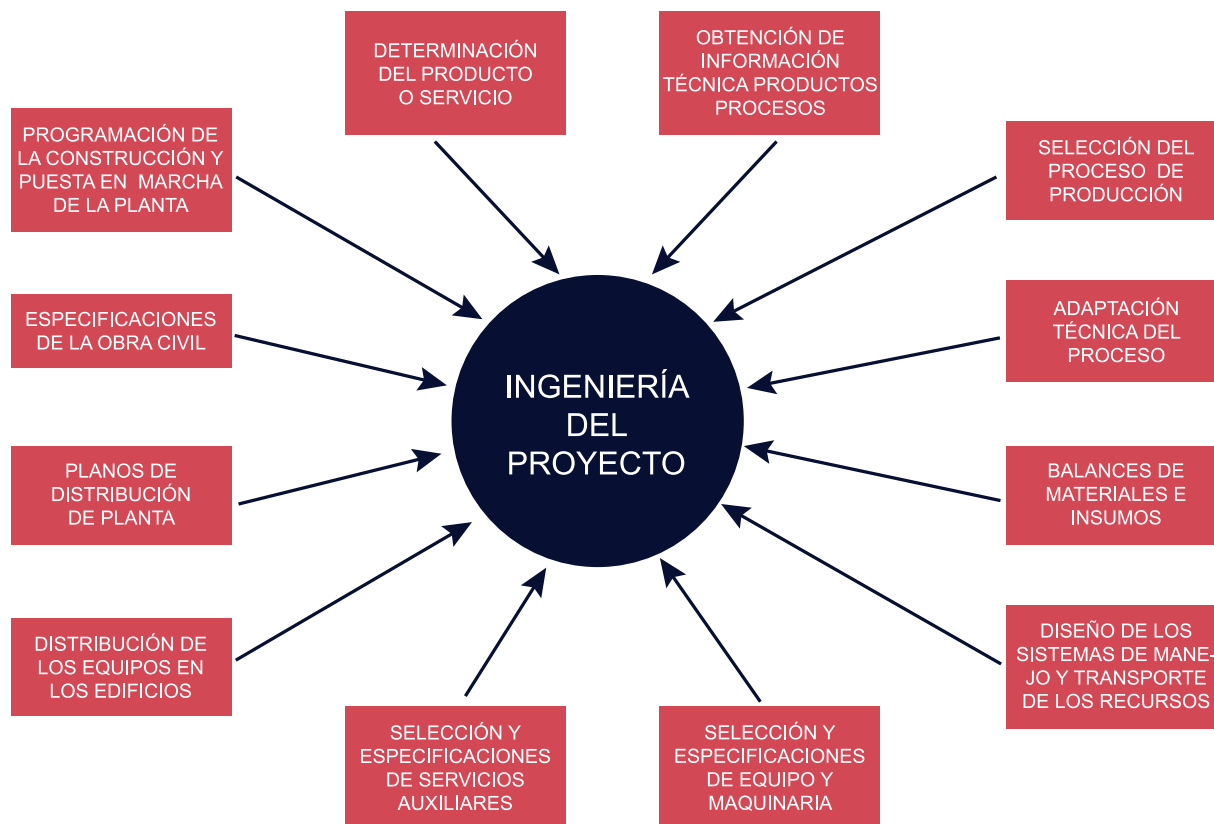 DETERMINACIÓN
DEL PRODUCTO
O SERVICIO
OBTENCIÓN DE
INFORMACIÓN
TÉCNICA PRODUCTOS
PROCESOS
SELECCIÓN DEL
PROCESO DE
PRODUCCIÓN
ADAPTACIÓN
TÉCNICA DEL
PROCESO
BALANCES DE
MATERIALES E
INSUMOS
DISEÑO DE LOS
SISTEMAS DE MANE-
JO Y TRANSPORTE
DE LOS RECURSOS
SELECCIÓN Y
ESPECIFICACIONES
DE EQUIPO Y
MAQUINARIA
SELECCIÓN Y
ESPECIFICACIONES
DE SERVICIOS
AUXILIARES
DISTRIBUCIÓN DE
LOS EQUIPOS EN
LOS EDIFICIOS
PLANOS DE
DISTRIBUCIÓN
DE PLANTA
ESPECIFICACIONES
DE LA OBRA CIVIL
PROGRAMACIÓN DE
LA CONSTRUCCIÓN Y
PUESTA EN MARCHA
DE LA PLANTA
INGENIERÍA
DEL
PROYECTO